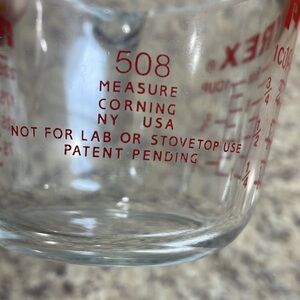 508
MEASURE
CORNING
NY USA
NOT FOR LAB OR STOVETOP USE
PATENT PENDING